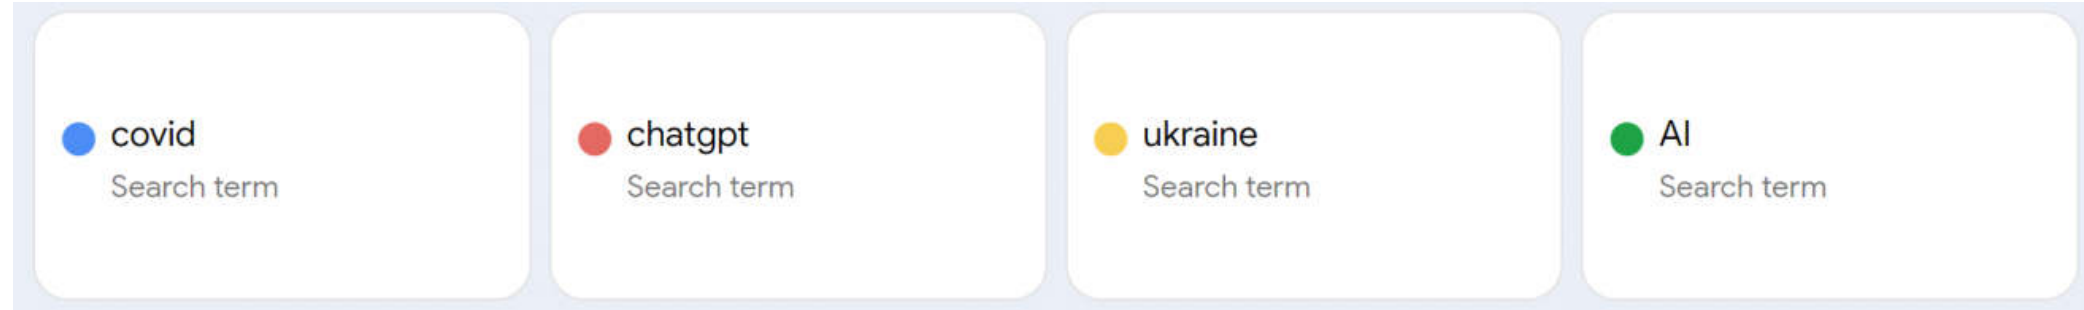 covid
Search term
chatgpt
Search term
ukraine
Search term
AI
Search term